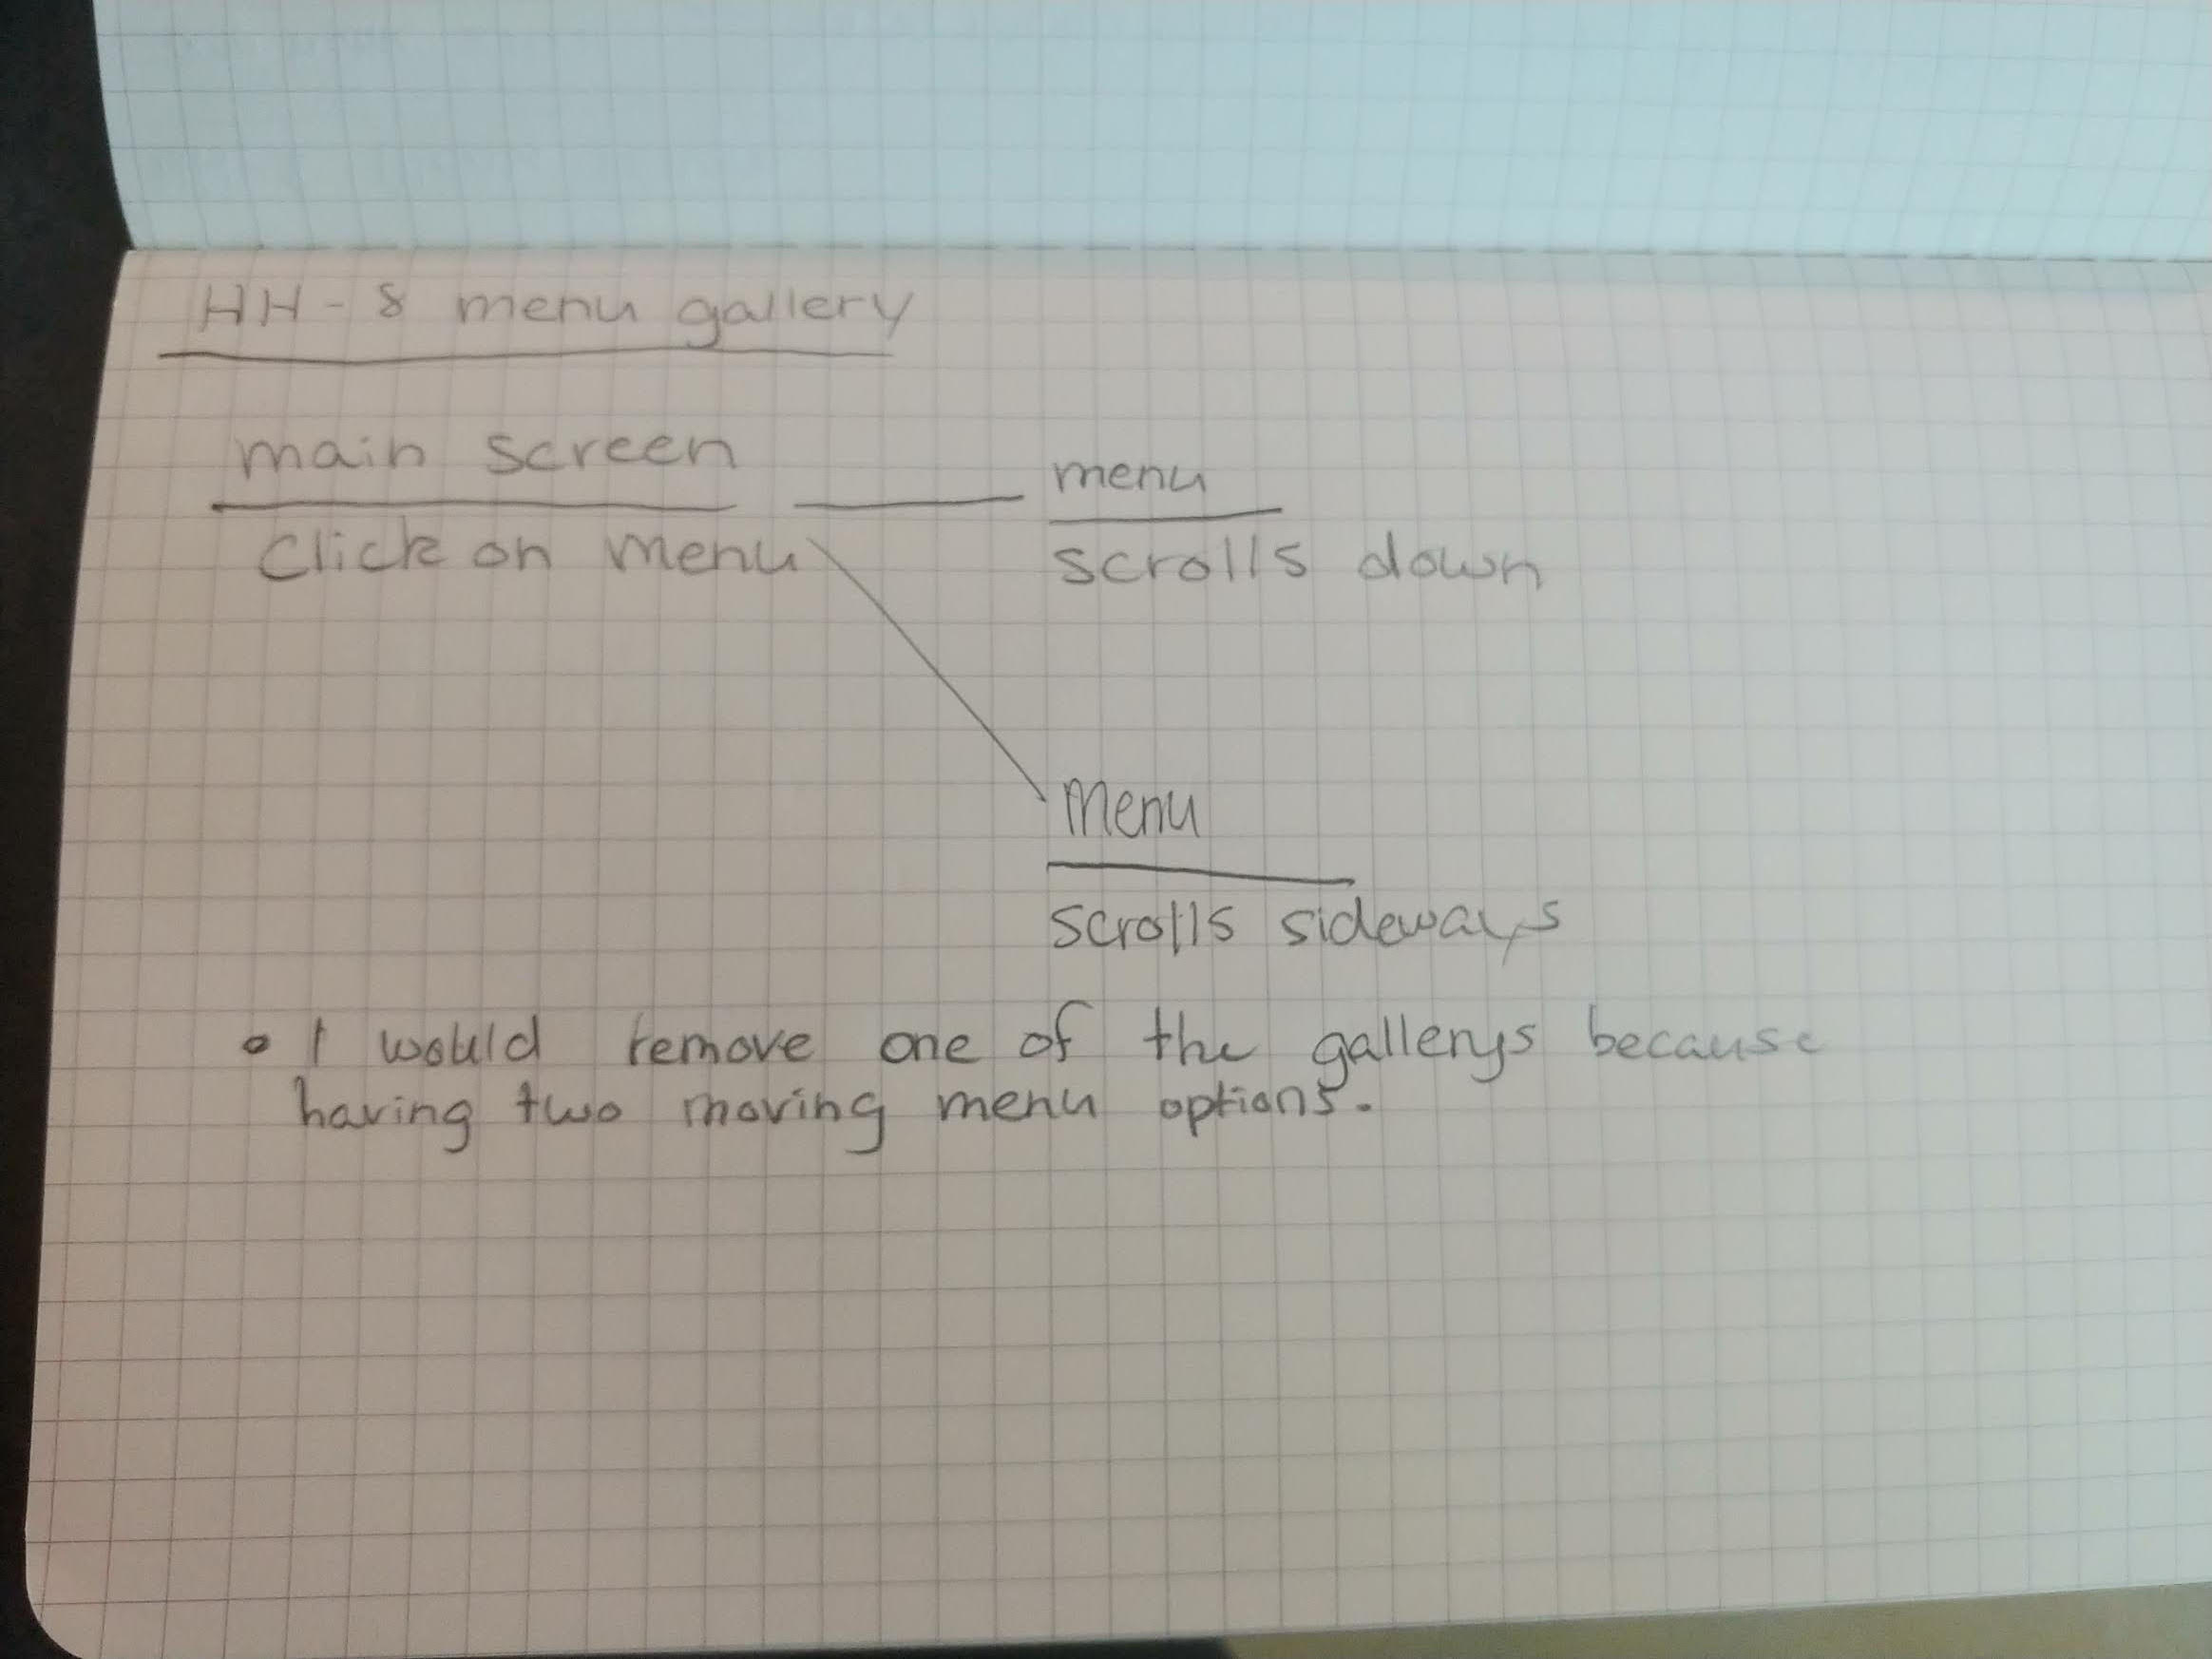 HH-8 menu gallery
main screen
menu
Click on menu
scrolls down
Menu
scrolls sideways
• I would remove one of the gallerys because
having two moving menu options.